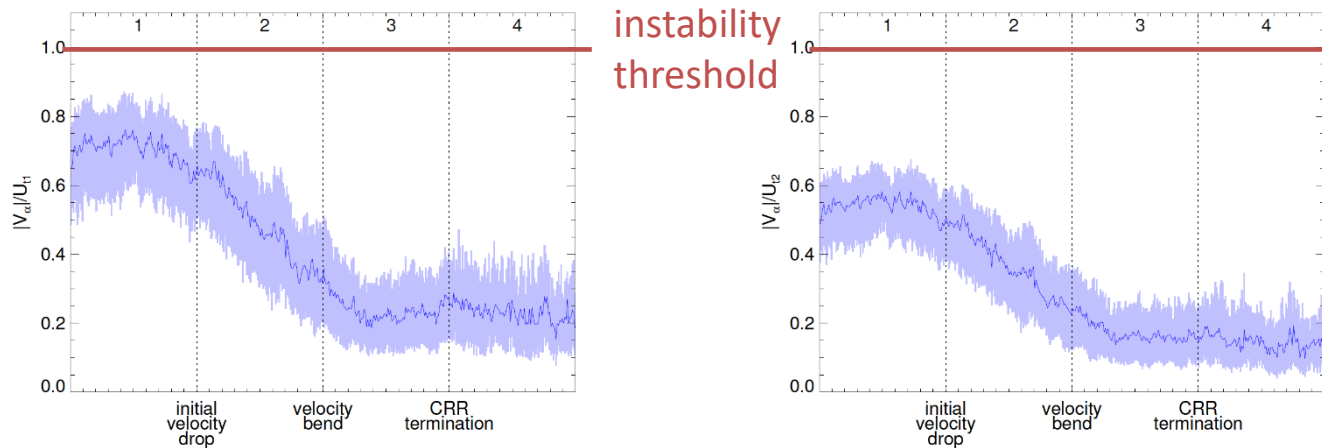 1 2 3 4
instability
threshold
1.0
0.8
0.6
0.4
0.2
0.0
|Vα|/Ut1
initial
velocity
drop
velocity
bend
CRR
termination
1 2 3 4
1.0
0.8
0.6
0.4
0.2
0.0
|Vα|/Ut2
initial
velocity
drop
velocity
bend
CRR
termination